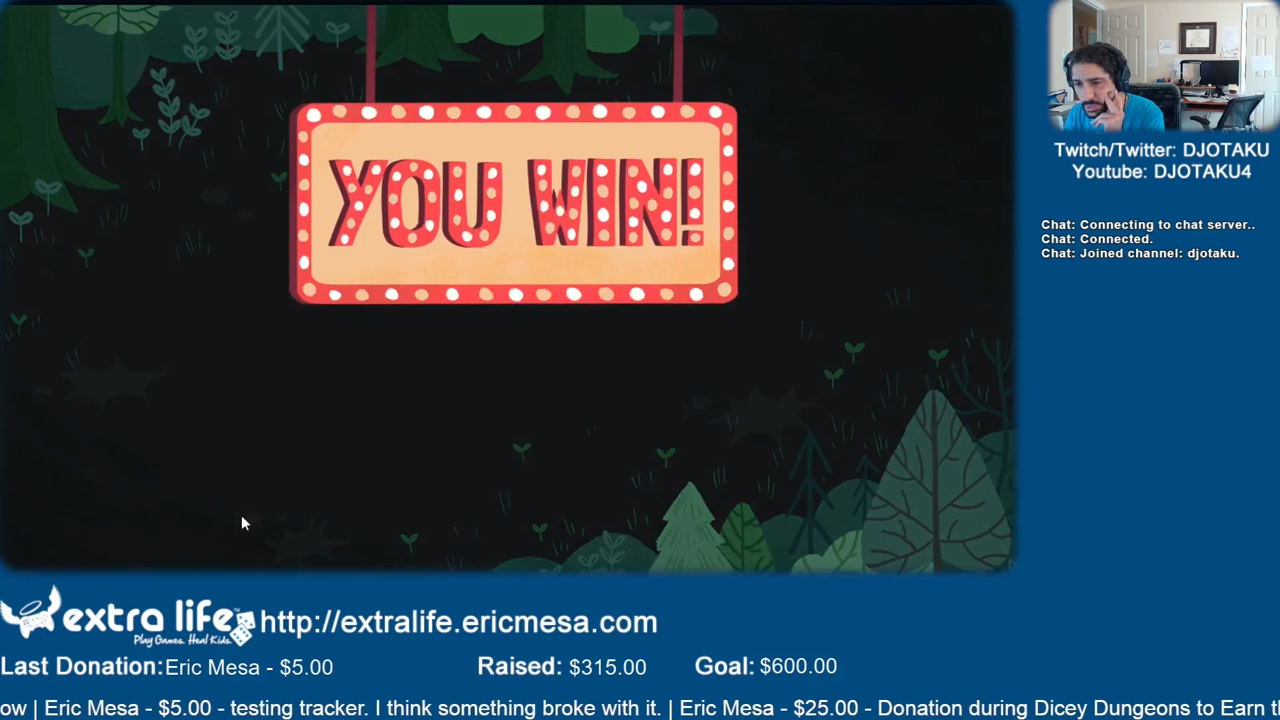 YOU WIN!
Twitch/Twitter: DJOTAKU
Youtube: DJOTAKU4
Chat: Connecting to chat server..
Chat: Connected.
Chat: Joined channel: djotaku.
extra life
Play Games. Heal Kids.
http://extralife.ericmesa.com
Last Donation: Eric Mesa - $5.00 Raised: $315.00 Goal: $600.00
ow | Eric Mesa - $5.00 - testing tracker. I think something broke with it. | Eric Mesa - $25.00 - Donation during Dicey Dungeons to Earn t